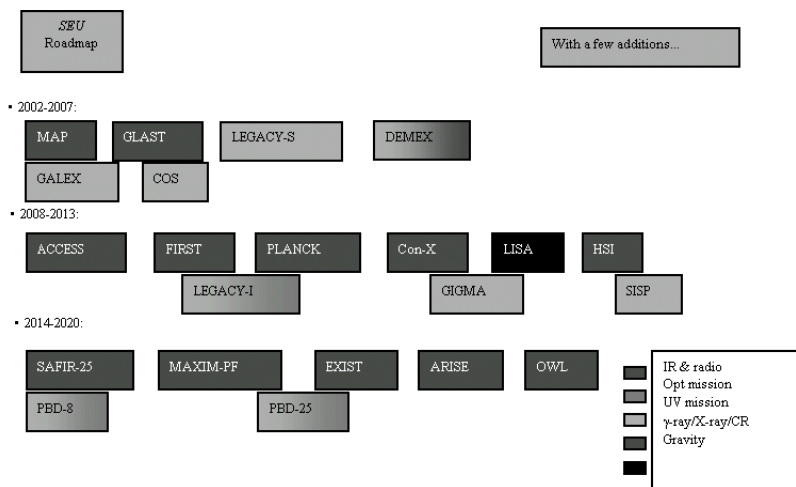 SEU
Roadmap
With a few additions...
▪ 2002-2007:
MAP GLAST LEGACY-S DEMEX
GALEX COS
▪ 2008-2013:
ACCESS FIRST PLANCK Con-X LISA HSI
LEGACY-I GIGMA SISP
▪ 2014-2020:
SAFIR-25 MAXIM-PF EXIST ARISE OWL
PBD-8 PBD-25
IR & radio
Opt mission
UV mission
γ-ray/X-ray/CR
Gravity